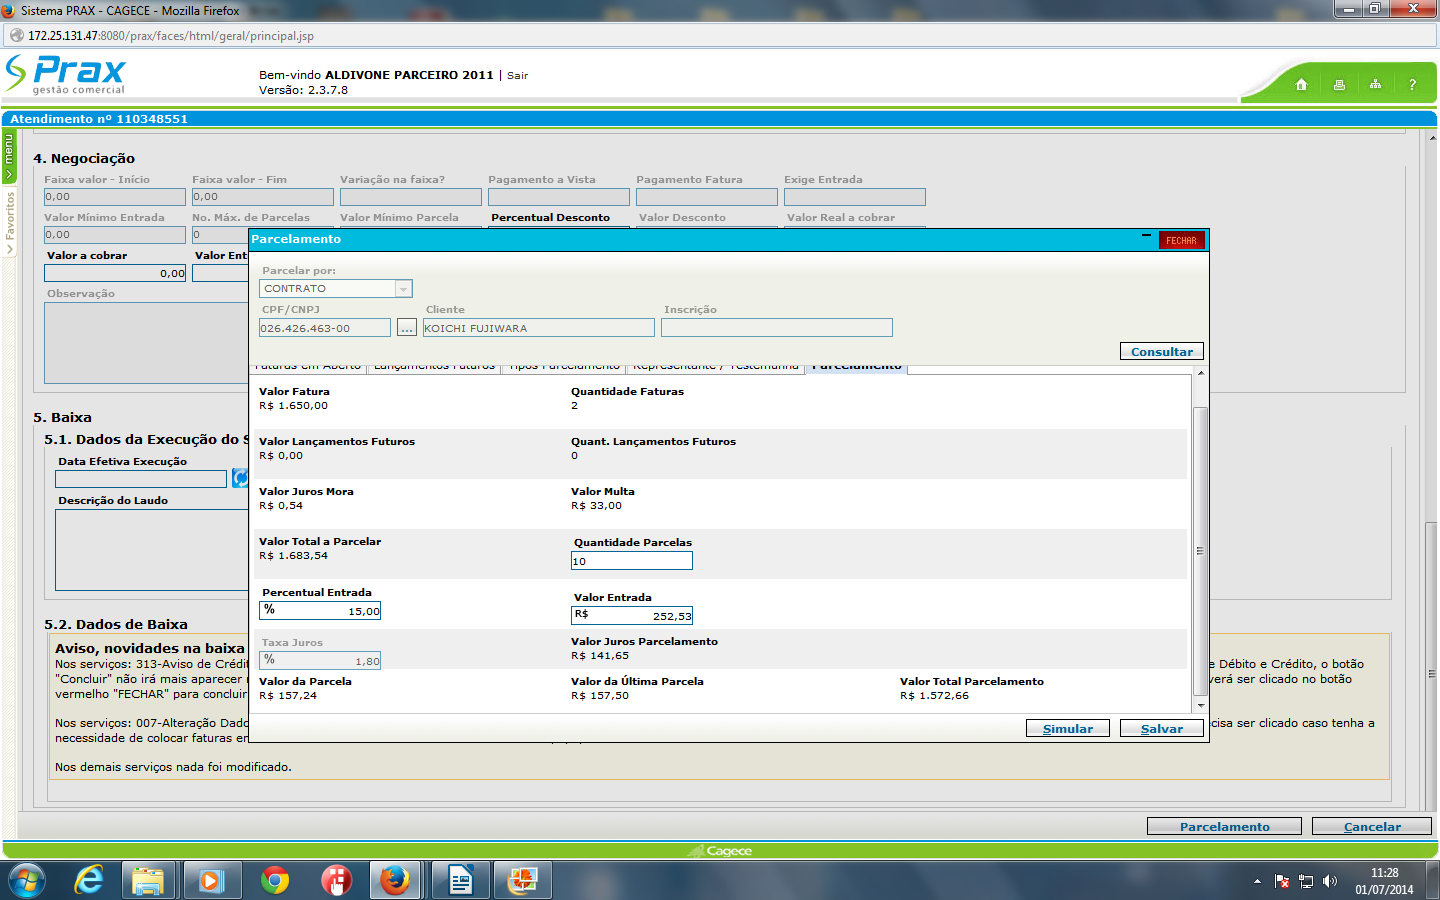 Sistema PRAX - CAGECE - Mozilla Firefox
172.25.131.47:8080/prax/faces/html/geral/principal.jsp
Prax
gestão comercial
Bem-vindo ALDIVONE PARCEIRO 2011 | Sair
Versão: 2.3.7.8
?
Atendimento nº 110348551
menu
Favoritos
4. Negociação
Faixa valor - Início Faixa valor - Fim Variação na faixa? Pagamento a Vista Pagamento Fatura Exige Entrada
0,00 0,00
Valor Mínimo Entrada No. Máx. de Parcelas Valor Mínimo Parcela Percentual Desconto Valor Desconto Valor Real a cobrar
0,00 0
Valor a cobrar Valor Ent
0,00
Observação
Parcelamento
FECHAR
Parcelar por:
CONTRATO
CPF/CNPJ Cliente Inscrição
026.426.463-00 ... KOICHI FUJIWARA
Consultar
Faturas em Aberto Lançamentos Futuros Tipos Parcelamento Representante / Testemunha Parcelamento
Valor Fatura Quantidade Faturas
R$ 1.650,00 2
Valor Lançamentos Futuros Quant. Lançamentos Futuros
R$ 0,00 0
Valor Juros Mora Valor Multa
R$ 0,54 R$ 33,00
Valor Total a Parcelar Quantidade Parcelas
R$ 1.683,54 10
Percentual Entrada Valor Entrada
% 15,00 R$ 252,53
Taxa Juros Valor Juros Parcelamento
% 1,80 R$ 141,65
Valor da Parcela Valor da Última Parcela Valor Total Parcelamento
R$ 157,24 R$ 157,50 R$ 1.572,66
Simular Salvar
5. Baixa
5.1. Dados da Execução do S
Data Efetiva Execução
Descrição do Laudo
5.2. Dados de Baixa
Aviso, novidades na baixa
Nos serviços: 313-Aviso de Crédit e Débito e Crédito, o botão
"Concluir" não irá mais aparecer verá ser clicado no botão
vermelho "FECHAR" para concluir
Nos serviços: 007-Alteração Dado cisa ser clicado caso tenha a
necessidade de colocar faturas en
Nos demais serviços nada foi modificado.
Parcelamento Cancelar
Cagece
11:28
01/07/2014